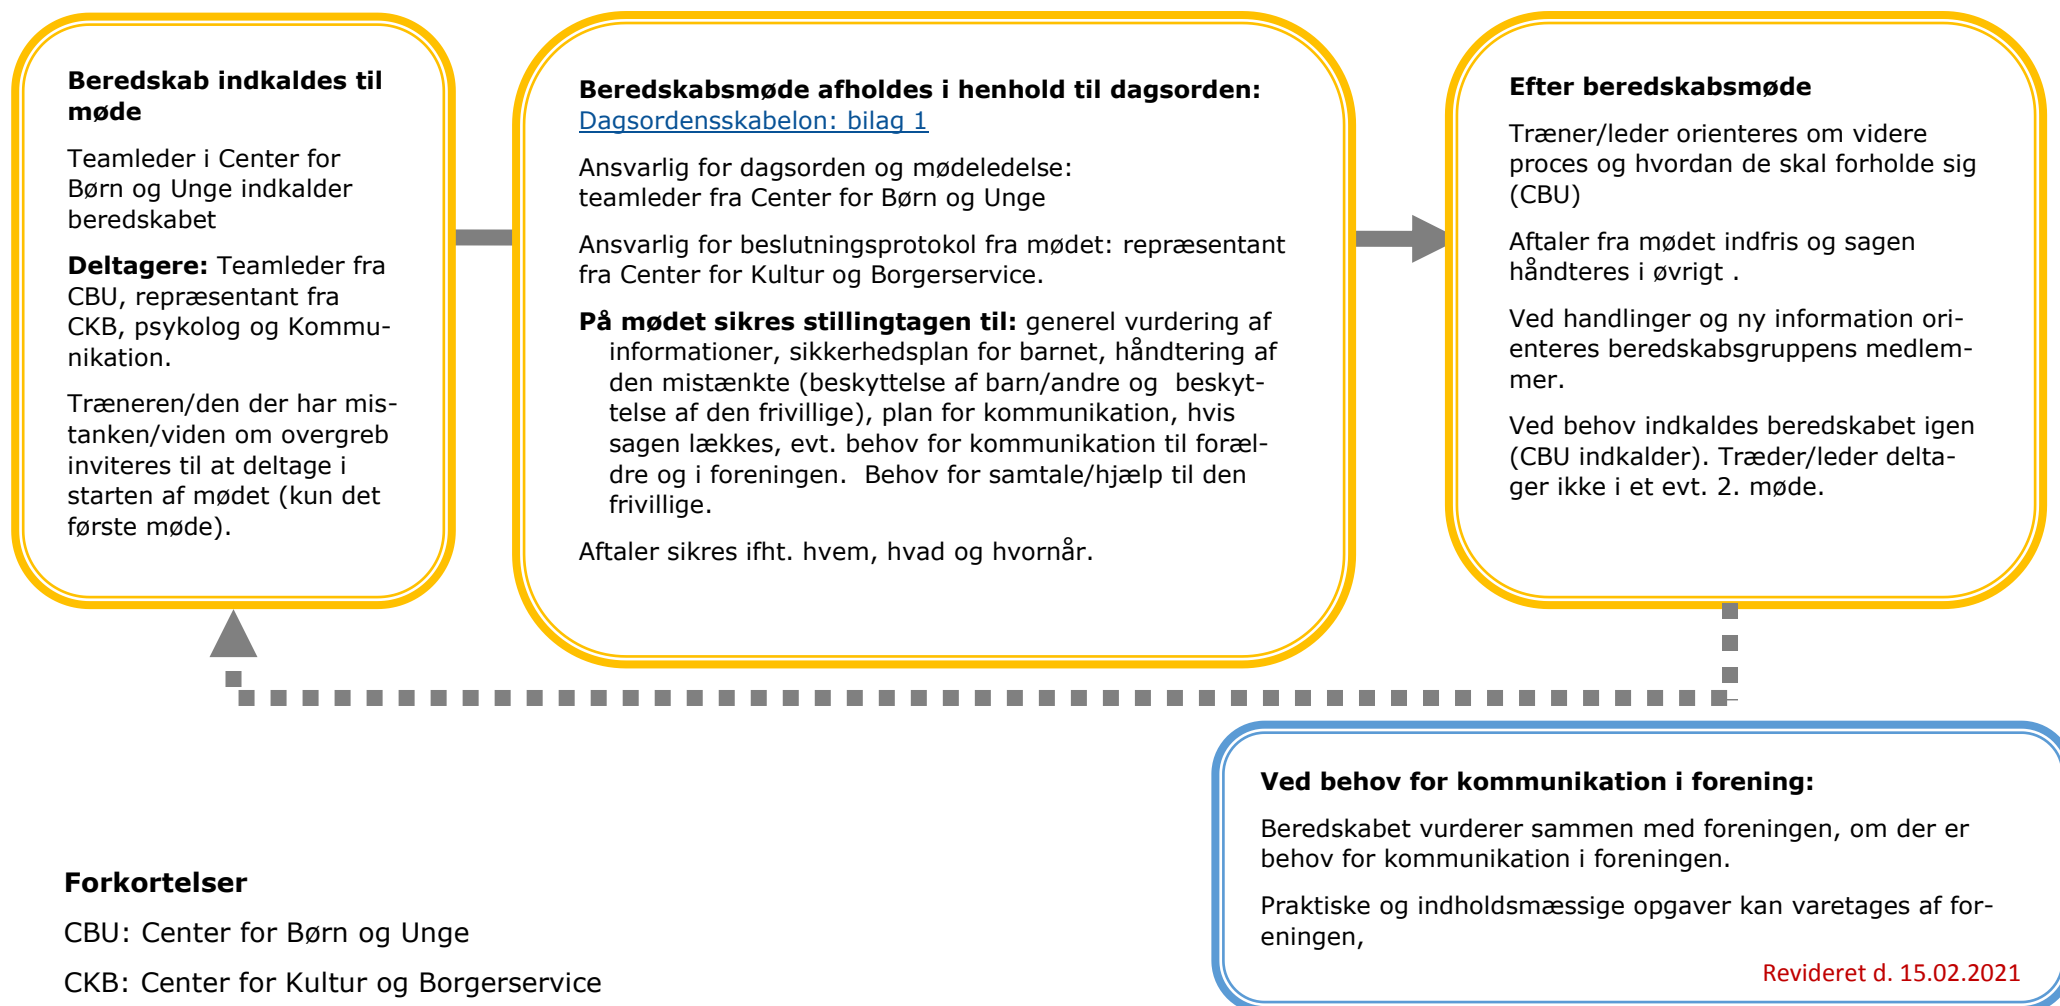 Beredskab indkaldes til
møde
Teamleder i Center for
Børn og Unge indkalder
beredskabet
Deltagere: Teamleder fra
CBU, repræsentant fra
CKB, psykolog og Kommu-
nikation.
Træneren/den der har mis-
tanken/viden om overgreb
inviteres til at deltage i
starten af mødet (kun det
første møde).
Beredskabsmøde afholdes i henhold til dagsorden:
Dagsordensskabelon: bilag 1
Ansvarlig for dagsorden og mødeledelse:
teamleder fra Center for Børn og Unge
Ansvarlig for beslutningsprotokol fra mødet: repræsentant
fra Center for Kultur og Borgerservice.
På mødet sikres stillingtagen til: generel vurdering af
informationer, sikkerhedsplan for barnet, håndtering af
den mistænkte (beskyttelse af barn/andre og  beskyt-
telse af den frivillige), plan for kommunikation, hvis
sagen lækkes, evt. behov for kommunikation til foræl-
dre og i foreningen.  Behov for samtale/hjælp til den
frivillige.
Aftaler sikres ifht. hvem, hvad og hvornår.
Efter beredskabsmøde
Træner/leder orienteres om videre
proces og hvordan de skal forholde sig
(CBU)
Aftaler fra mødet indfris og sagen
håndteres i øvrigt .
Ved handlinger og ny information ori-
enteres beredskabsgruppens medlem-
mer.
Ved behov indkaldes beredskabet igen
(CBU indkalder). Træder/leder delta-
ger ikke i et evt. 2. møde.
Ved behov for kommunikation i forening:
Beredskabet vurderer sammen med foreningen, om der er
behov for kommunikation i foreningen.
Praktiske og indholdsmæssige opgaver kan varetages af for-
eningen,
Revideret d. 15.02.2021
Forkortelser
CBU: Center for Børn og Unge
CKB: Center for Kultur og Borgerservice